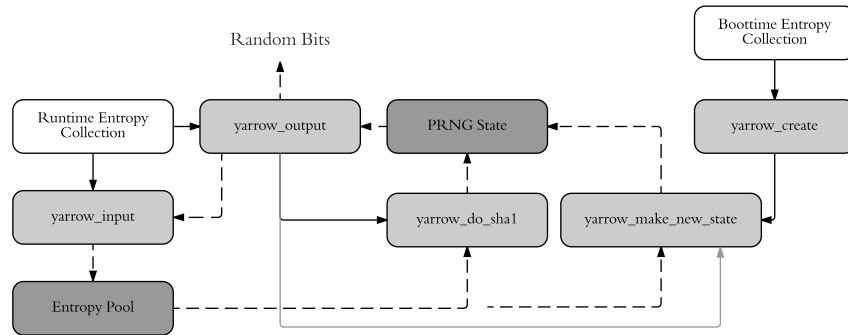 Boottime Entropy
Collection
Random Bits
Runtime Entropy
Collection
yarrow_output
PRNG State
yarrow_create
yarrow_input
yarrow_do_sha1
yarrow_make_new_state
Entropy Pool